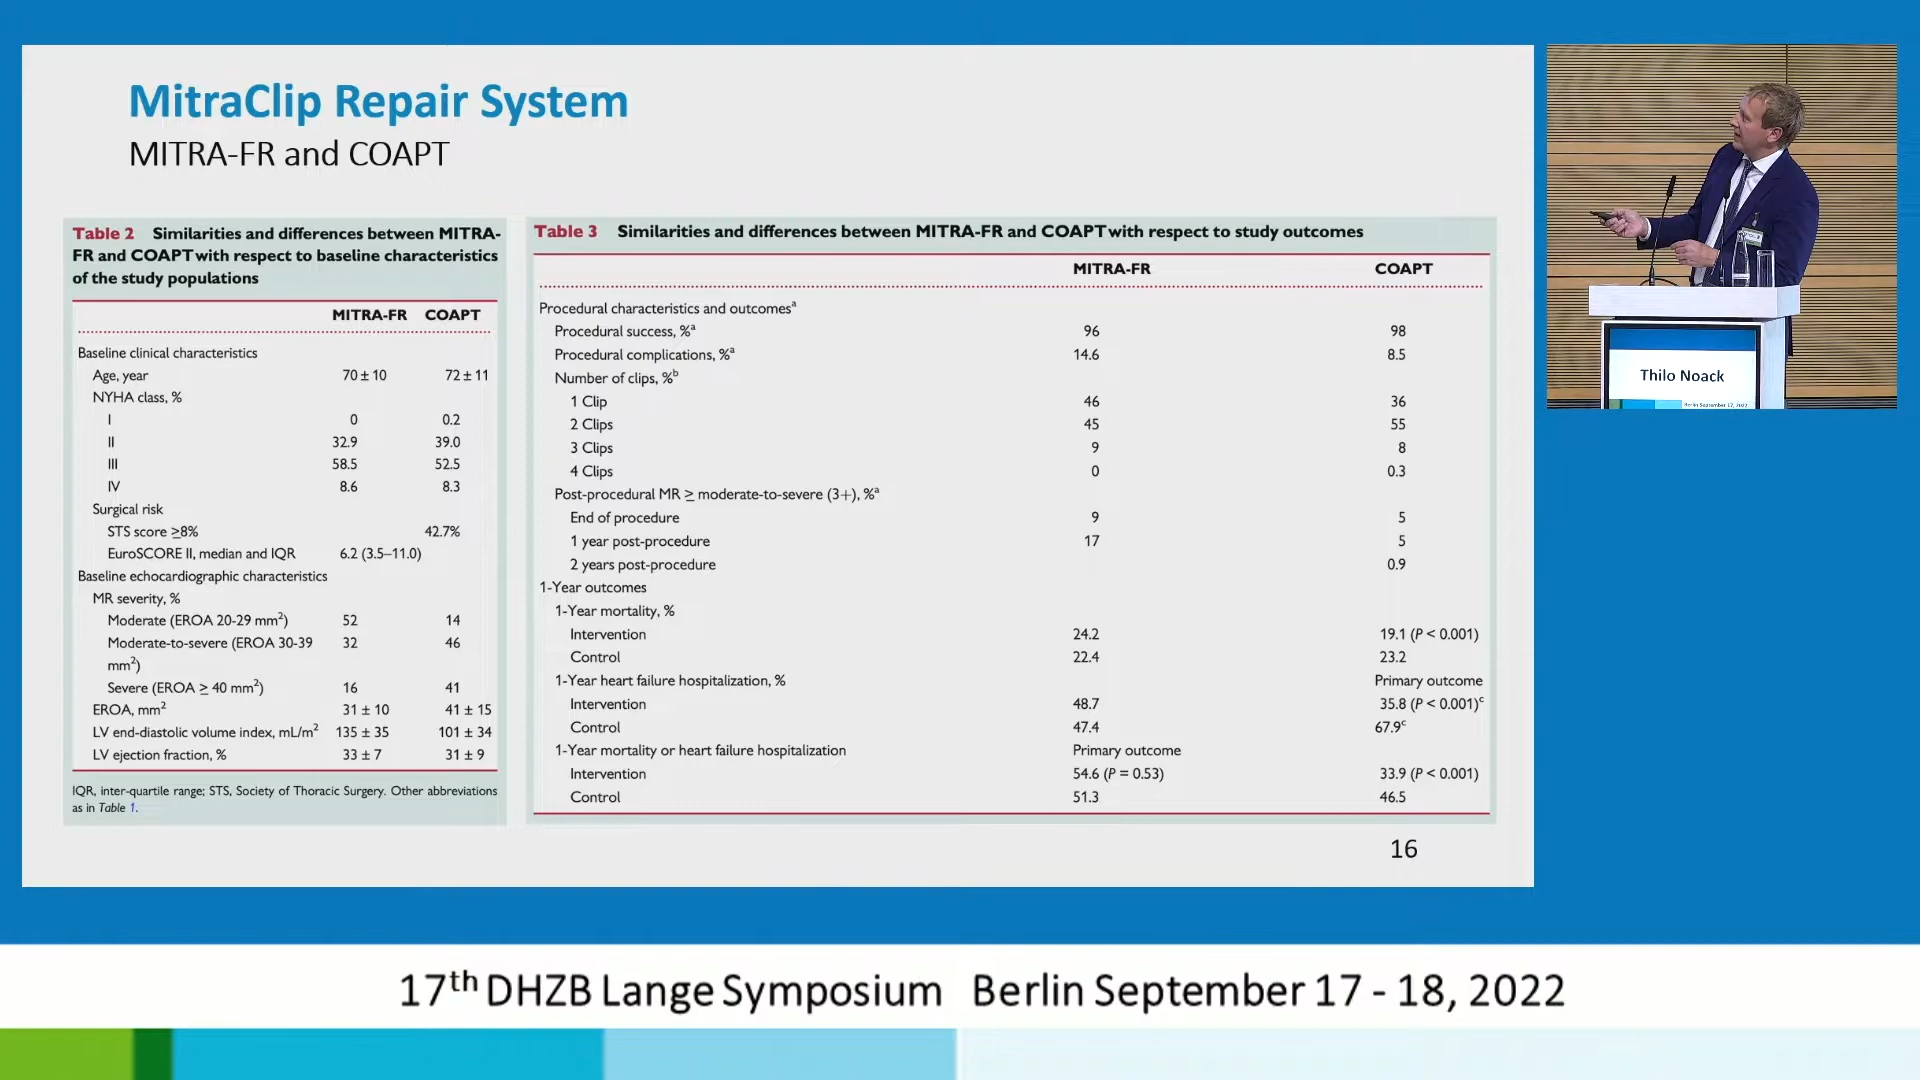 MitraClip Repair System
MITRA-FR and COAPT
Table 2 Similarities and differences between MITRA-
FR and COAPT with respect to baseline characteristics
of the study populations
MITRA-FR COAPT
Baseline clinical characteristics
Age, year 70 ± 10 72 ± 11
NYHA class, %
I 0 0.2
II 32.9 39.0
III 58.5 52.5
IV 8.6 8.3
Surgical risk
STS score ≥8% 42.7%
EuroSCORE II, median and IQR 6.2 (3.5–11.0)
Baseline echocardiographic characteristics
MR severity, %
Moderate (EROA 20-29 mm²) 52 14
Moderate-to-severe (EROA 30-39 32 46
mm²)
Severe (EROA ≥ 40 mm²) 16 41
EROA, mm² 31 ± 10 41 ± 15
LV end-diastolic volume index, mL/m² 135 ± 35 101 ± 34
LV ejection fraction, % 33 ± 7 31 ± 9
IQR, inter-quartile range; STS, Society of Thoracic Surgery. Other abbreviations
as in Table 1.
Table 3 Similarities and differences between MITRA-FR and COAPT with respect to study outcomes
MITRA-FR COAPT
Procedural characteristics and outcomesᵃ
Procedural success, %ᵃ 96 98
Procedural complications, %ᵃ 14.6 8.5
Number of clips, %ᵇ
1 Clip 46 36
2 Clips 45 55
3 Clips 9 8
4 Clips 0 0.3
Post-procedural MR ≥ moderate-to-severe (3+), %ᵃ
End of procedure 9 5
1 year post-procedure 17 5
2 years post-procedure 0.9
1-Year outcomes
1-Year mortality, %
Intervention 24.2 19.1 (P < 0.001)
Control 22.4 23.2
1-Year heart failure hospitalization, % Primary outcome
Intervention 48.7 35.8 (P < 0.001)ᶜ
Control 47.4 67.9ᶜ
1-Year mortality or heart failure hospitalization Primary outcome
Intervention 54.6 (P = 0.53) 33.9 (P < 0.001)
Control 51.3 46.5
16
Thilo Noack
Berlin September 17, 2022
17th DHZB Lange Symposium Berlin September 17 - 18, 2022